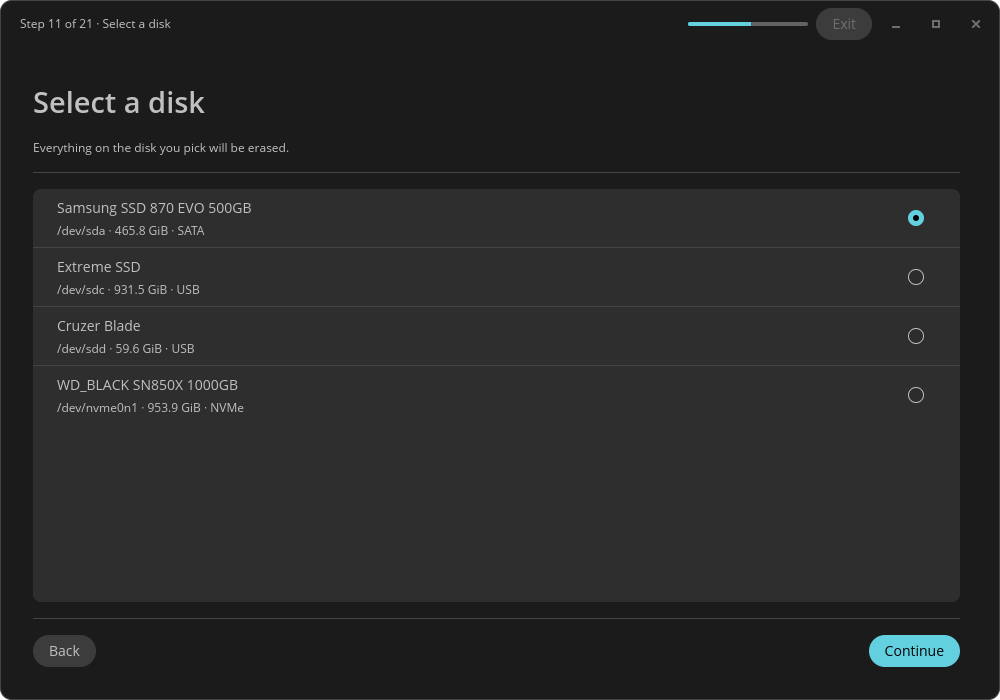 Step 11 of 21 · Select a disk
Exit
Select a disk
Everything on the disk you pick will be erased.
Samsung SSD 870 EVO 500GB
/dev/sda · 465.8 GiB · SATA
Extreme SSD
/dev/sdc · 931.5 GiB · USB
Cruzer Blade
/dev/sdd · 59.6 GiB · USB
WD_BLACK SN850X 1000GB
/dev/nvme0n1 · 953.9 GiB · NVMe
Back
Continue